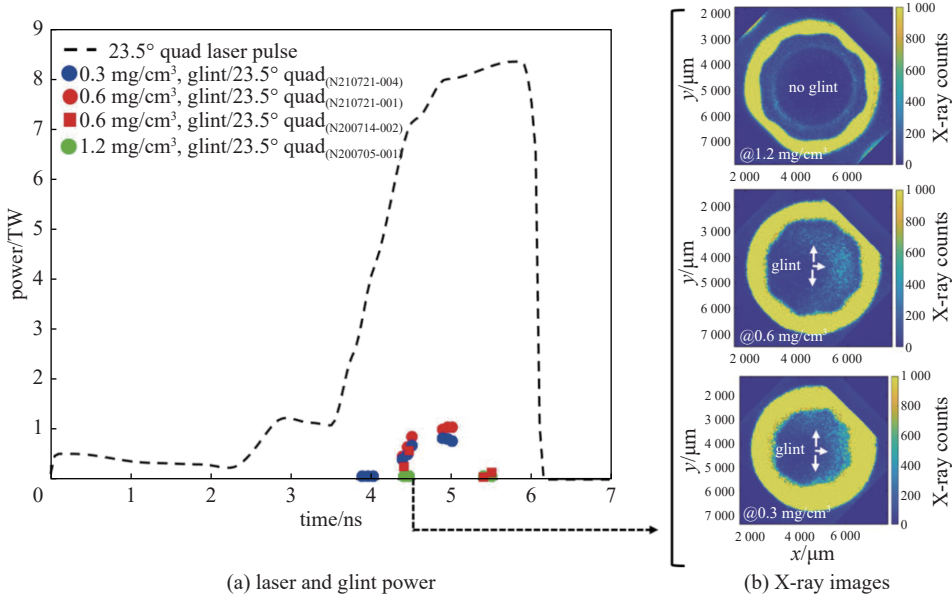 9
8
7
6
5
4
3
2
1
0
power/TW
23.5° quad laser pulse
0.3 mg/cm³, glint/23.5° quad(N210721-004)
0.6 mg/cm³, glint/23.5° quad(N210721-001)
0.6 mg/cm³, glint/23.5° quad(N200714-002)
1.2 mg/cm³, glint/23.5° quad(N200705-001)
0 1 2 3 4 5 6 7
time/ns
(a) laser and glint power
2 000
3 000
4 000
5 000
6 000
7 000
y/μm
no glint
@1.2 mg/cm³
2 000 4 000 6 000
1 000
800
600
400
200
0
X-ray counts
2 000
3 000
4 000
5 000
6 000
7 000
y/μm
glint
@0.6 mg/cm³
2 000 4 000 6 000
1 000
800
600
400
200
0
X-ray counts
2 000
3 000
4 000
5 000
6 000
7 000
y/μm
glint
@0.3 mg/cm³
2 000 4 000 6 000
x/μm
1 000
800
600
400
200
0
X-ray counts
(b) X-ray images